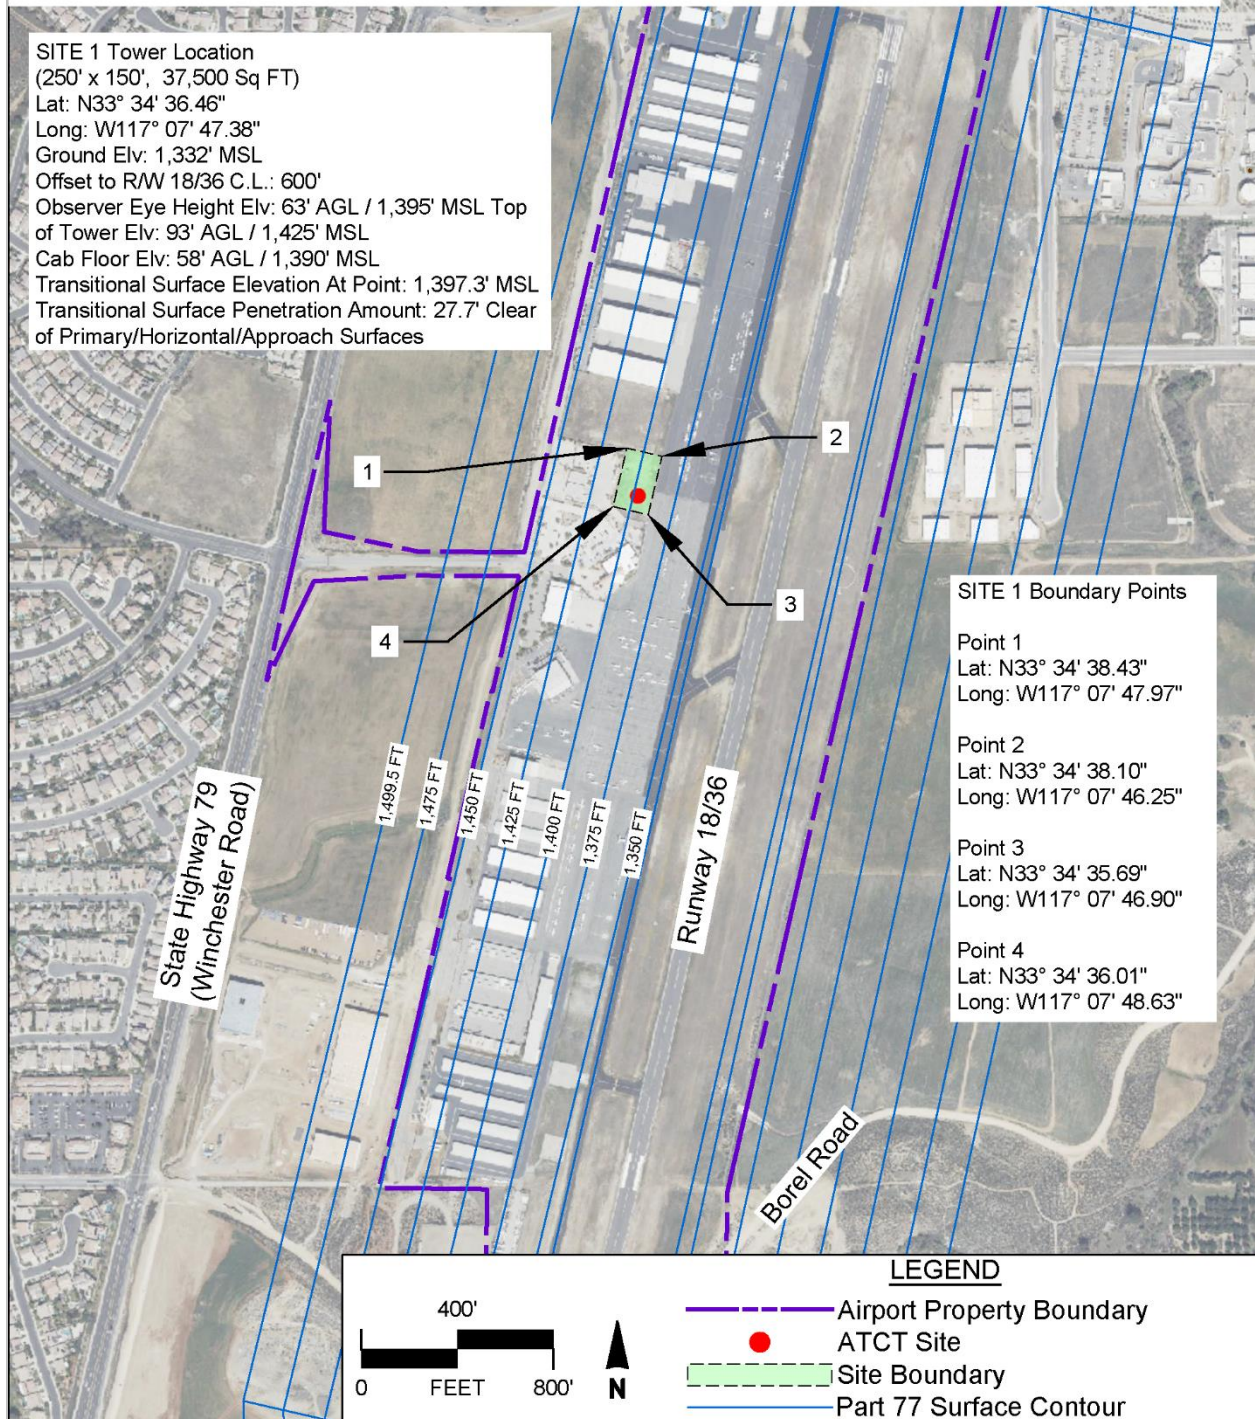 SITE 1 Tower Location
(250' x 150', 37,500 Sq FT)
Lat: N33° 34' 36.46"
Long: W117° 07' 47.38"
Ground Elv: 1,332' MSL
Offset to R/W 18/36 C.L.: 600'
Observer Eye Height Elv: 63' AGL / 1,395' MSL Top
of Tower Elv: 93' AGL / 1,425' MSL
Cab Floor Elv: 58' AGL / 1,390' MSL
Transitional Surface Elevation At Point: 1,397.3' MSL
Transitional Surface Penetration Amount: 27.7' Clear
of Primary/Horizontal/Approach Surfaces
1
2
3
4
SITE 1 Boundary Points
Point 1
Lat: N33° 34' 38.43"
Long: W117° 07' 47.97"
Point 2
Lat: N33° 34' 38.10"
Long: W117° 07' 46.25"
Point 3
Lat: N33° 34' 35.69"
Long: W117° 07' 46.90"
Point 4
Lat: N33° 34' 36.01"
Long: W117° 07' 48.63"
1,499.5 FT
1,475 FT
1,450 FT
1,425 FT
1,400 FT
1,375 FT
1,350 FT
State Highway 79
(Winchester Road)
Runway 18/36
Borel Road
LEGEND
400'
0 FEET 800'
N
Airport Property Boundary
ATCT Site
Site Boundary
Part 77 Surface Contour